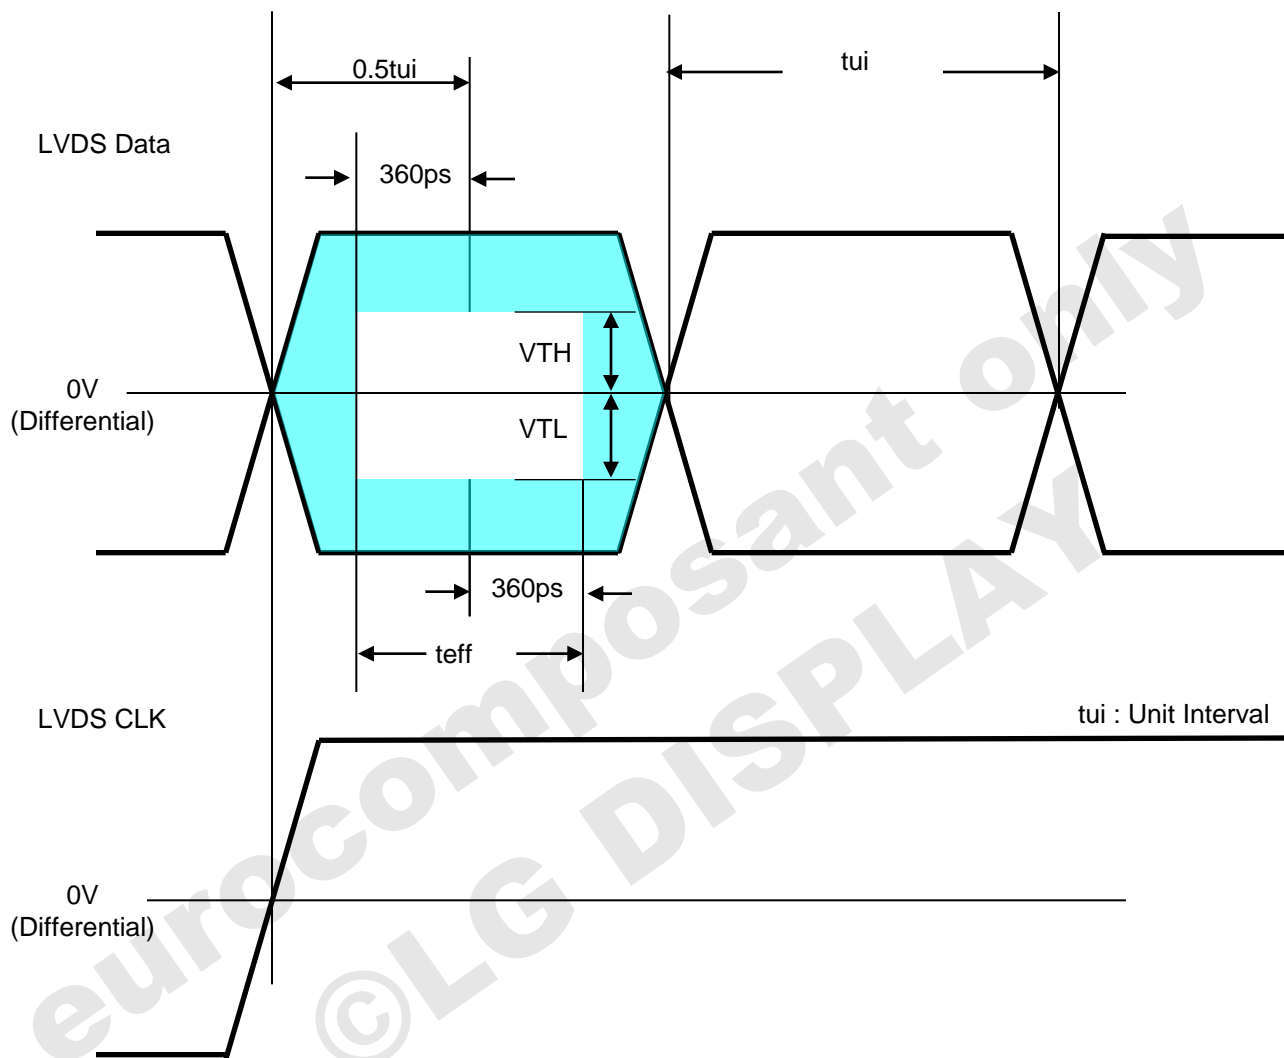 0.5tui
tui
LVDS Data
360ps
VTH
0V
(Differential)
VTL
360ps
teff
LVDS CLK
tui : Unit Interval
0V
(Differential)
eurocomposant only
©LG DISPLAY